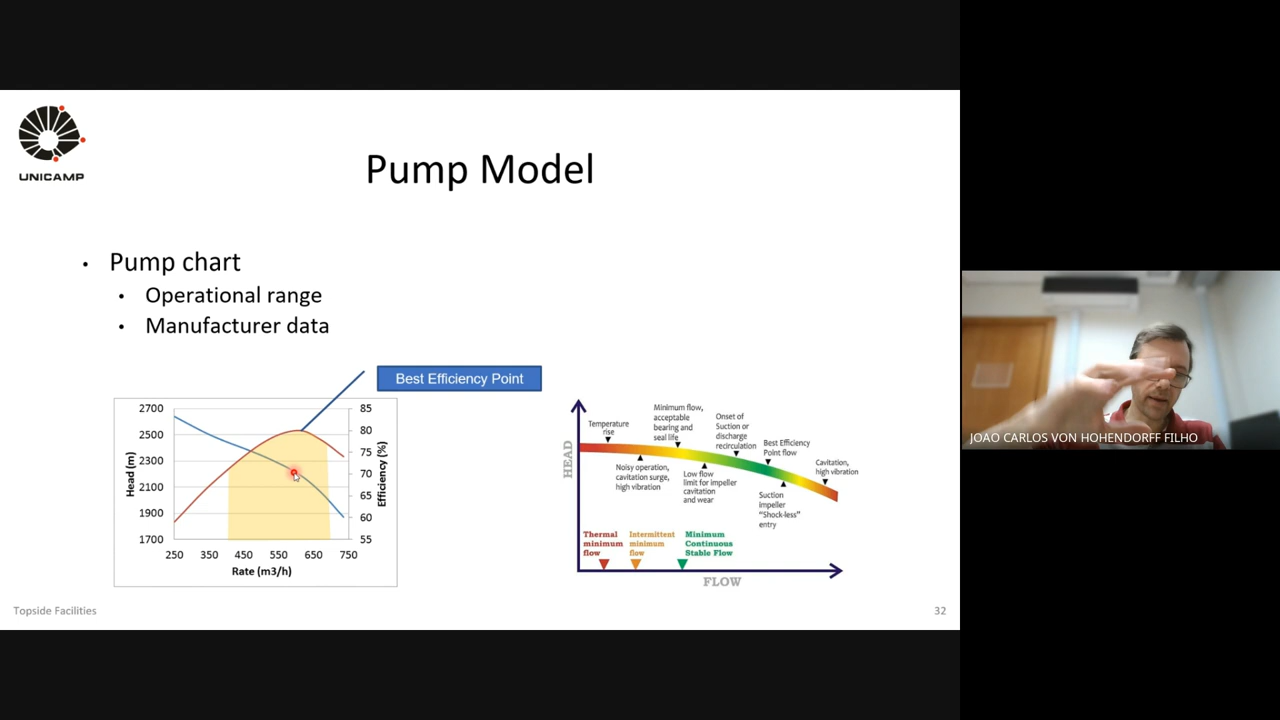 UNICAMP
Pump Model
• Pump chart
• Operational range
• Manufacturer data
Best Efficiency Point
2700
2500
2300
2100
1900
1700
Head (m)
85
80
75
70
65
60
55
Efficiency (%)
250 350 450 550 650 750
Rate (m3/h)
HEAD
Temperature
rise
Minimum flow,
acceptable
bearing and
seal life
Onset of
Suction or
discharge
recirculation
Best Efficiency
Point flow
Cavitation,
high vibration
Noisy operation,
cavitation surge,
high vibration
Low flow
limit for impeller
cavitation
and wear
Suction
impeller
“Shock-less”
entry
Thermal
minimum
flow
Intermittent
minimum
flow
Minimum
Continuous
Stable Flow
FLOW
Topside Facilities
32
JOAO CARLOS VON HOHENDORFF FILHO